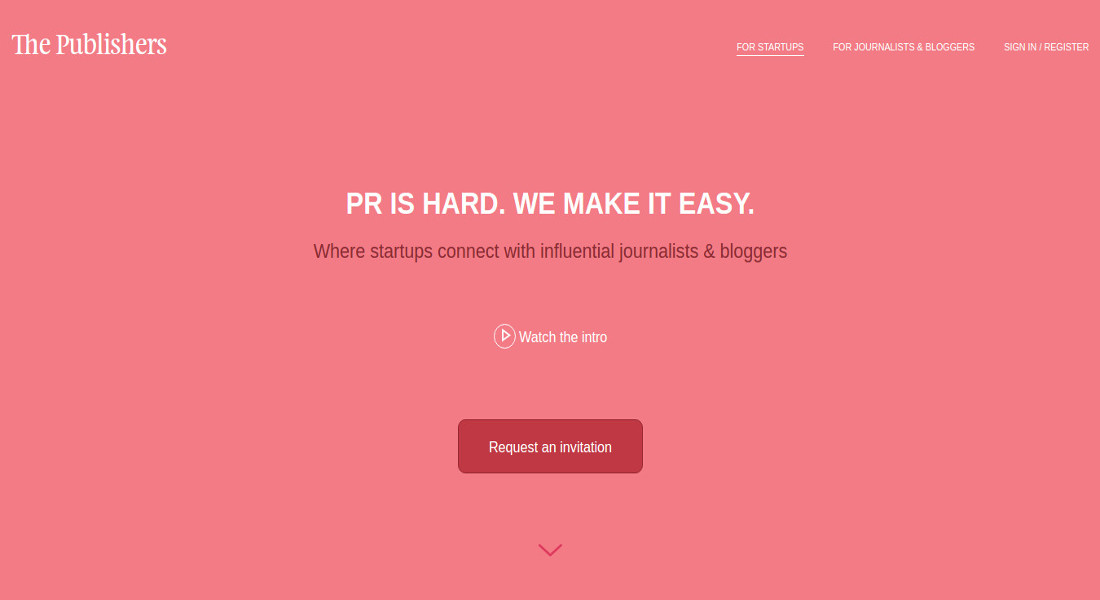 The Publishers
FOR STARTUPS
FOR JOURNALISTS & BLOGGERS
SIGN IN / REGISTER
PR IS HARD. WE MAKE IT EASY.
Where startups connect with influential journalists & bloggers
Watch the intro
Request an invitation